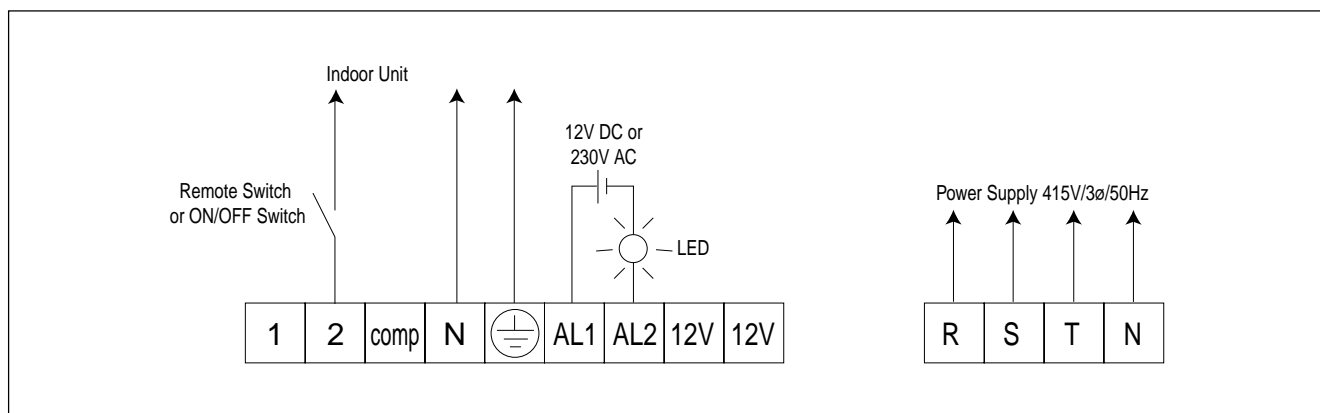 Indoor Unit
12V DC or
230V AC
Remote Switch
or ON/OFF Switch
Power Supply 415V/3ø/50Hz
LED
1 2 comp N AL1 AL2 12V 12V
R S T N